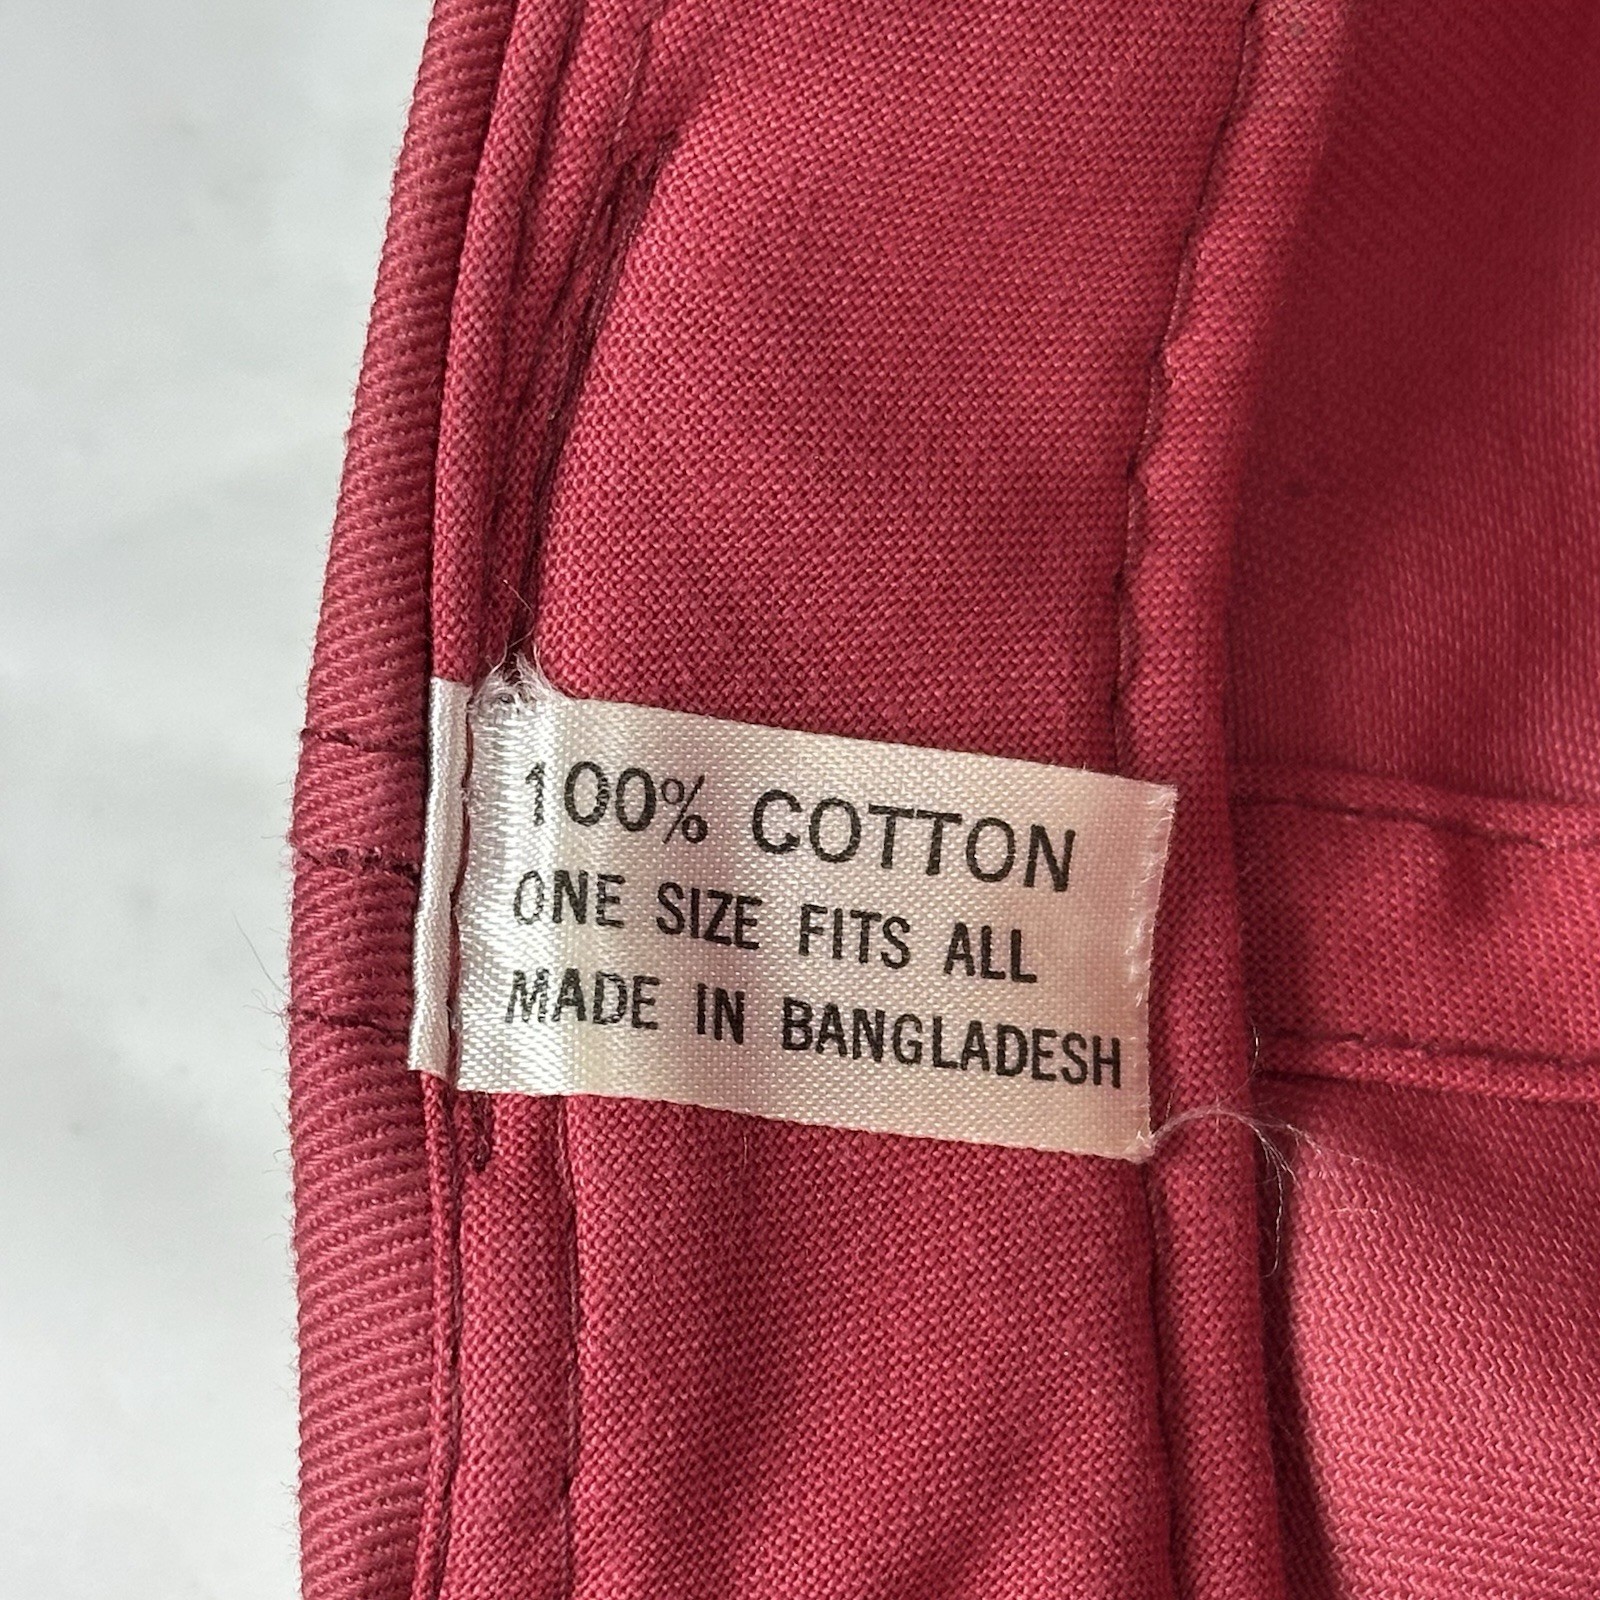 100% COTTON
ONE SIZE FITS ALL
MADE IN BANGLADESH